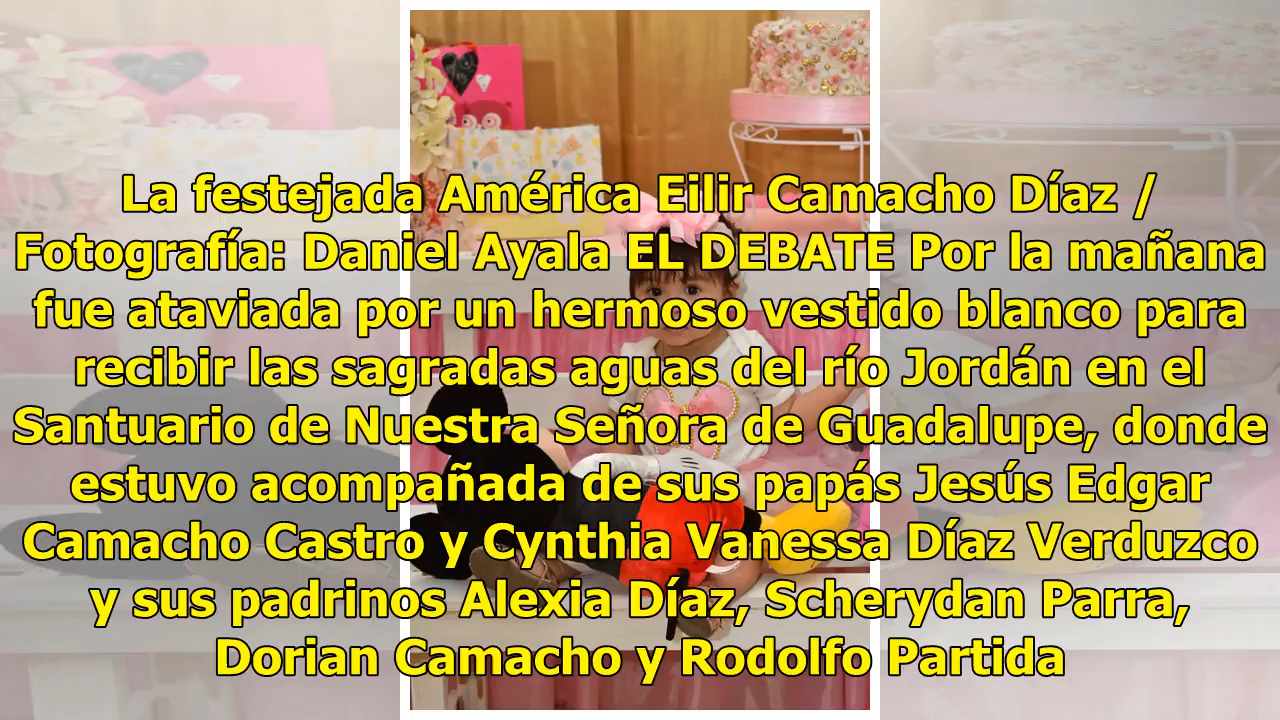 La festejada América Eilir Camacho Díaz /
Fotografía: Daniel Ayala EL DEBATE Por la mañana
fue ataviada por un hermoso vestido blanco para
recibir las sagradas aguas del río Jordán en el
Santuario de Nuestra Señora de Guadalupe, donde
estuvo acompañada de sus papás Jesús Edgar
Camacho Castro y Cynthia Vanessa Díaz Verduzco
y sus padrinos Alexia Díaz, Scherydan Parra,
Dorian Camacho y Rodolfo Partida